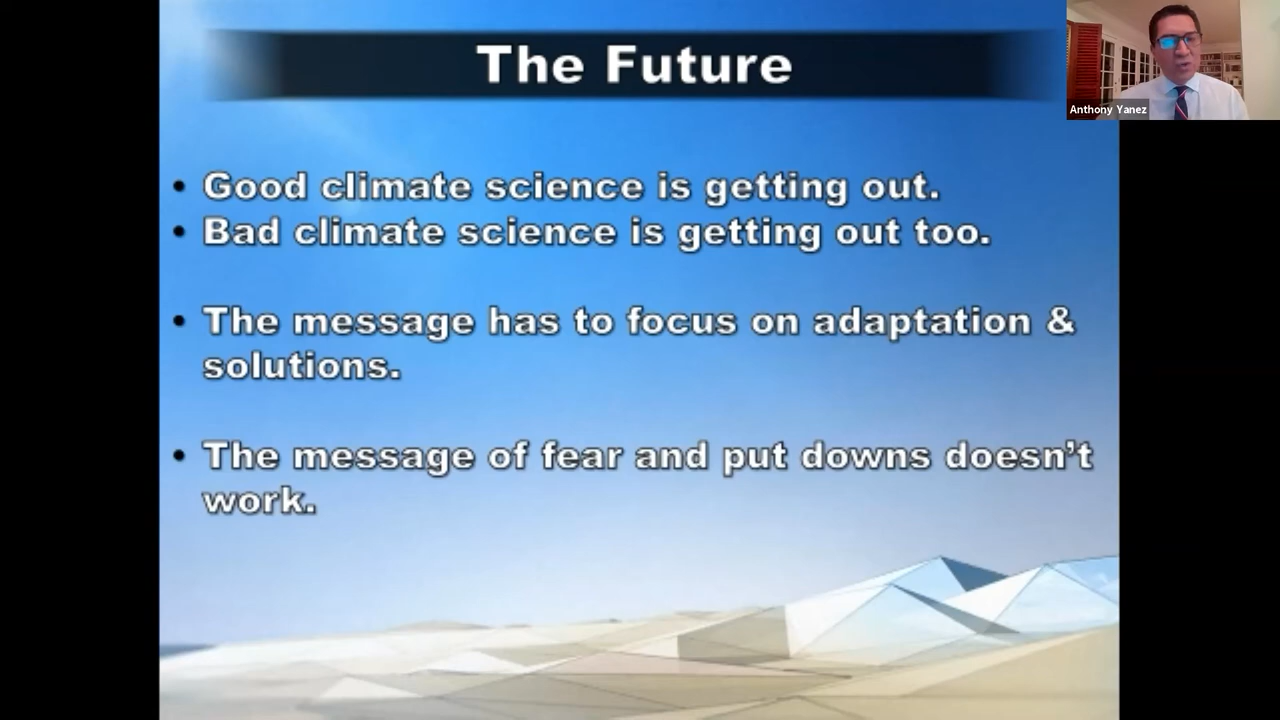 The Future
Anthony Yanez
• Good climate science is getting out.
• Bad climate science is getting out too.
• The message has to focus on adaptation &
solutions.
• The message of fear and put downs doesn’t
work.